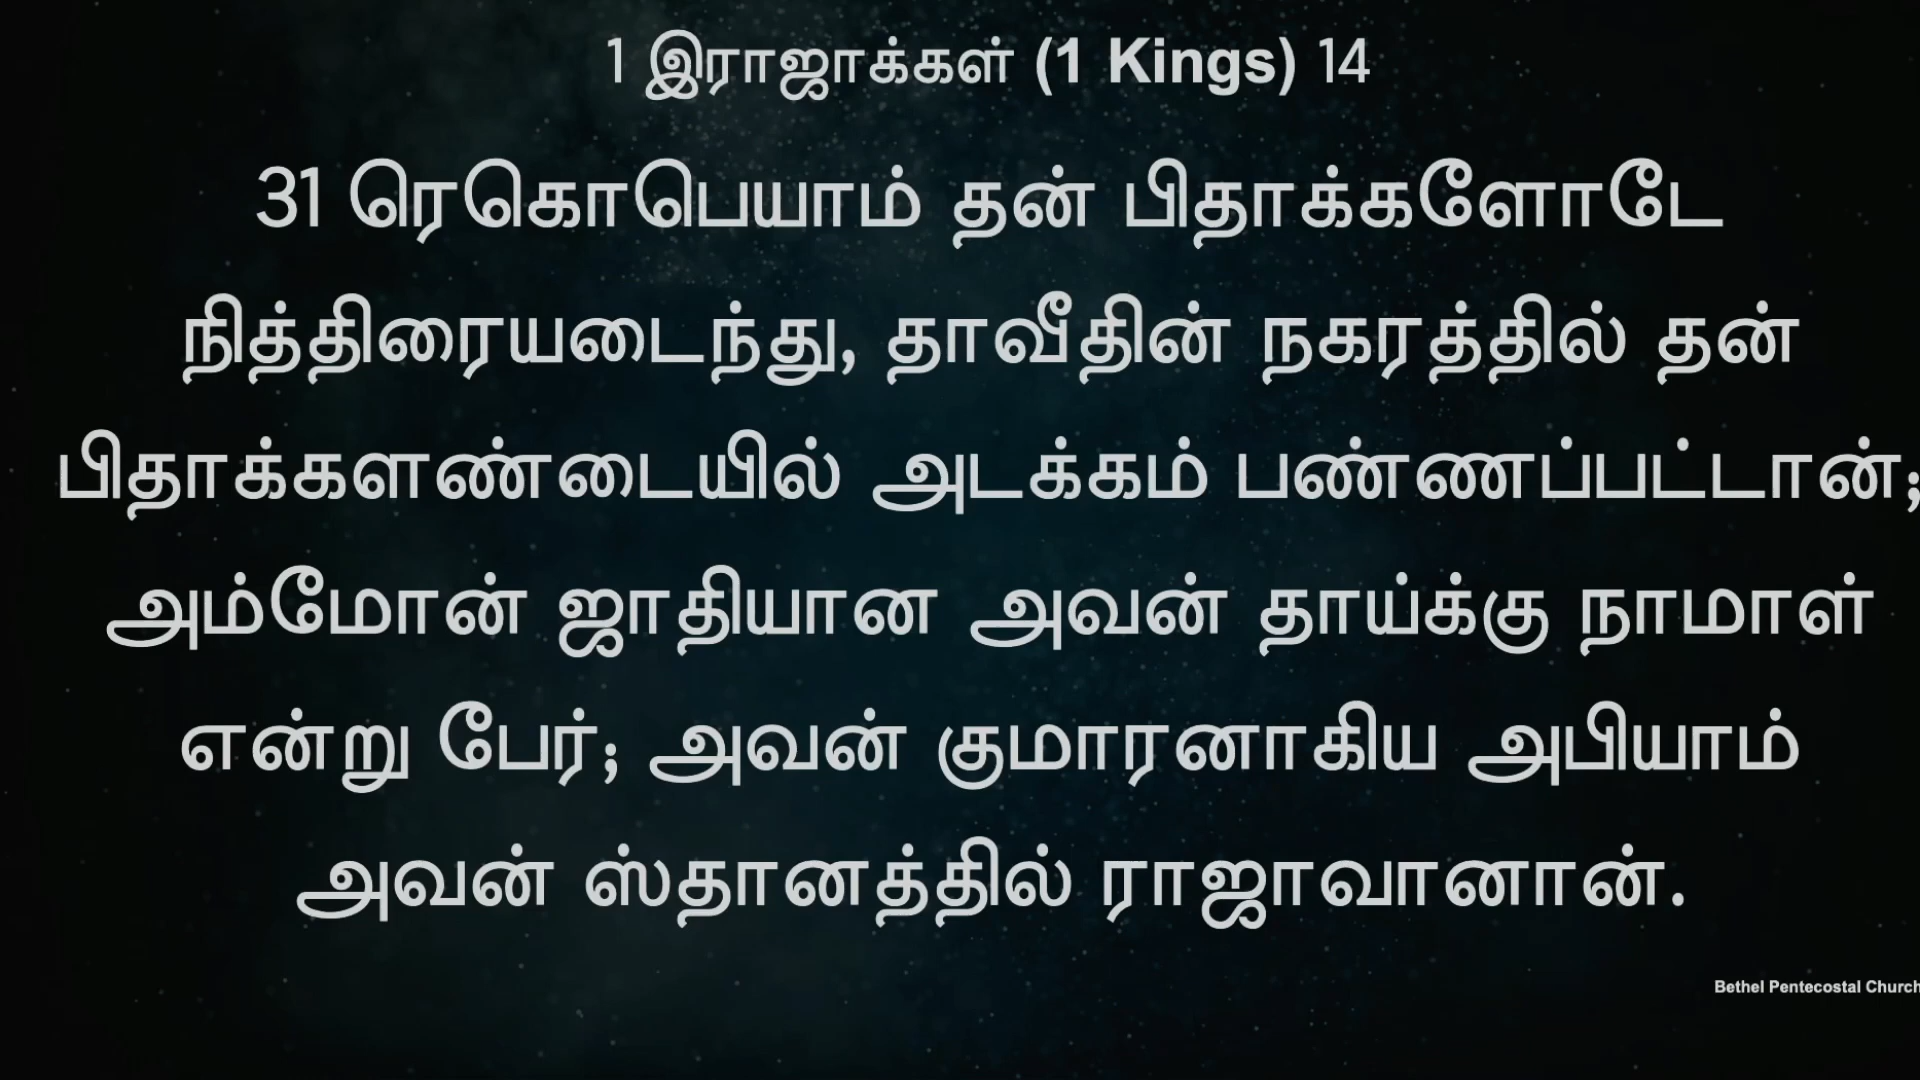 1 இராஜாக்கள் (1 Kings) 14
31 ரெகொபெயாம் தன் பிதாக்களோடே
நித்திரையடைந்து, தாவீதின் நகரத்தில் தன்
பிதாக்களண்டையில் அடக்கம் பண்ணப்பட்டான்;
அம்மோன் ஜாதியான அவன் தாய்க்கு நாமாள்
என்று பேர்; அவன் குமாரனாகிய அபியாம்
அவன் ஸ்தானத்தில் ராஜாவானான்.
Bethel Pentecostal Church